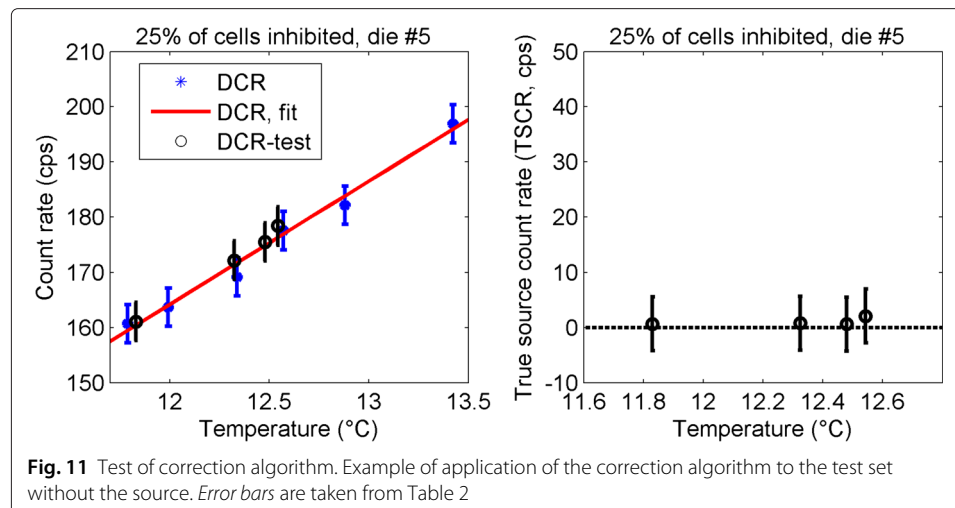 25% of cells inhibited, die #5
DCR
DCR, fit
DCR-test
Count rate (cps)
210
200
190
180
170
160
150
12
12.5
13
13.5
Temperature (°C)
25% of cells inhibited, die #5
True source count rate (TSCR, cps)
50
40
30
20
10
0
-10
11.6
11.8
12
12.2
12.4
12.6
Temperature (°C)
Fig. 11 Test of correction algorithm. Example of application of the correction algorithm to the test set
without the source. Error bars are taken from Table 2